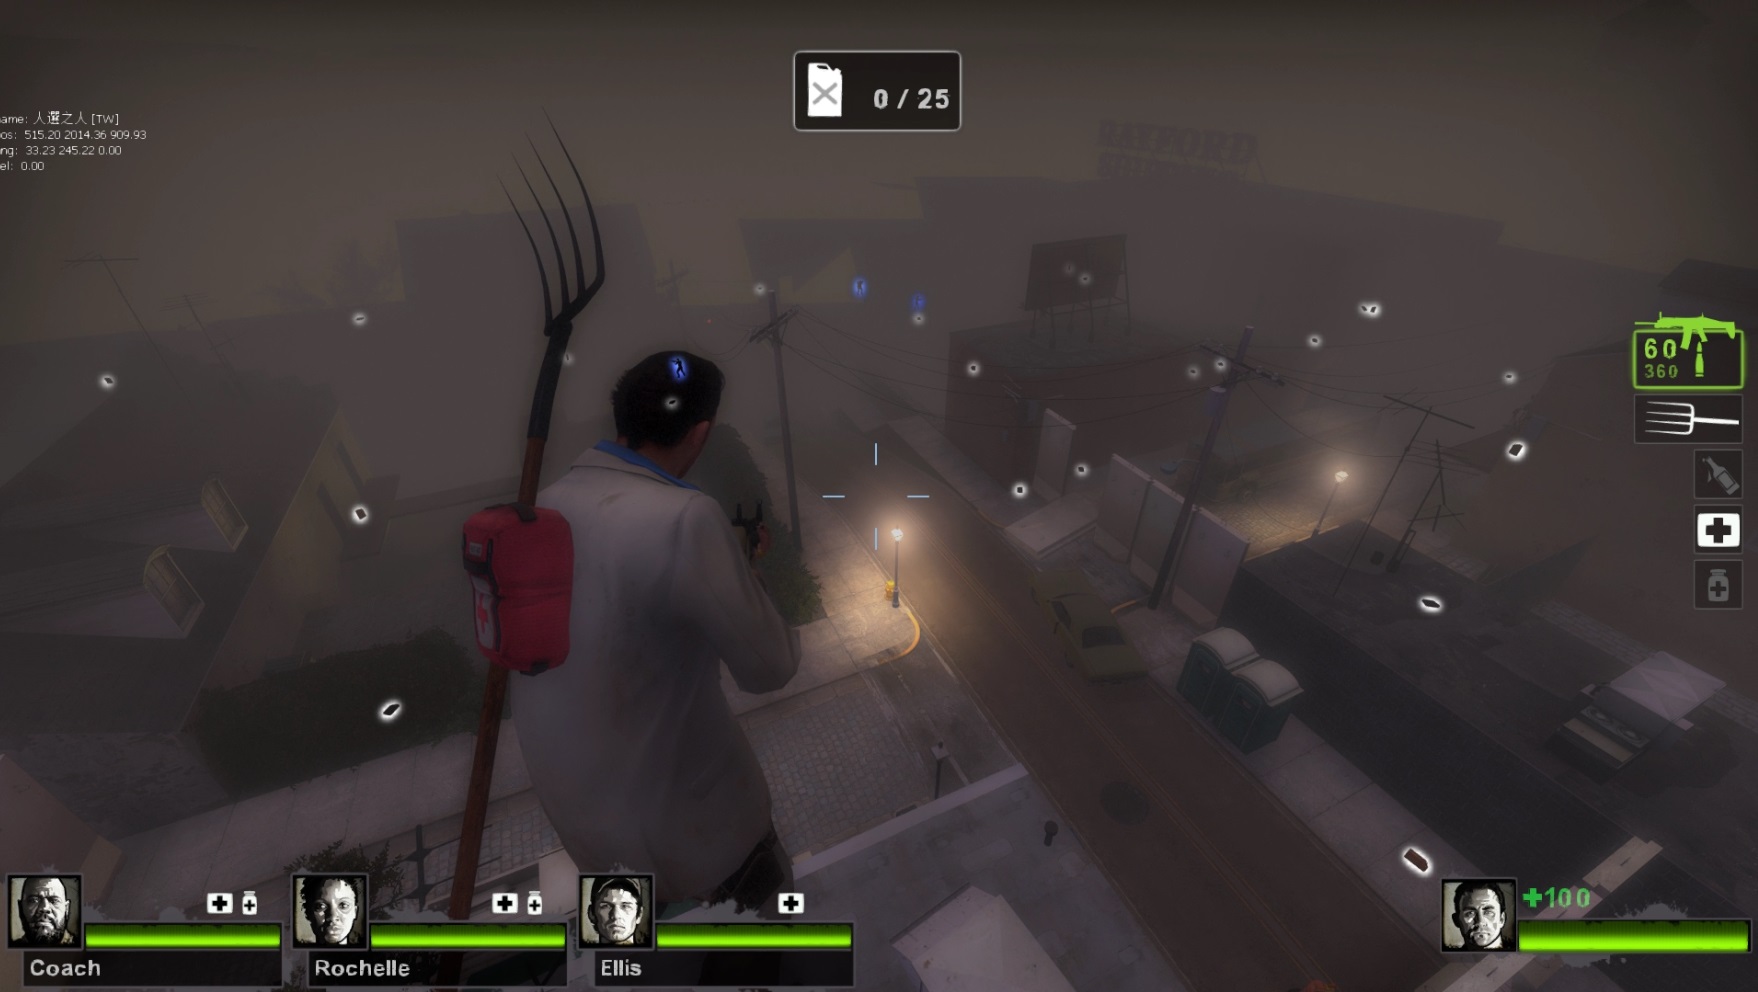 0 / 25
ame: 人選之人 [TW]
os: 515.20 2014.36 909.93
ng: 33.23 245.22 0.00
el: 0.00
60
360
+100
Coach
Rochelle
Ellis